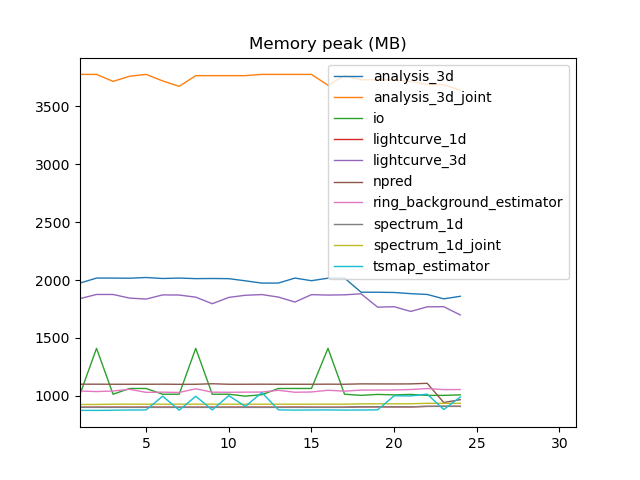 Memory peak (MB)
3500
3000
2500
2000
1500
1000
5
10
15
20
25
30
analysis_3d
analysis_3d_joint
io
lightcurve_1d
lightcurve_3d
npred
ring_background_estimator
spectrum_1d
spectrum_1d_joint
tsmap_estimator